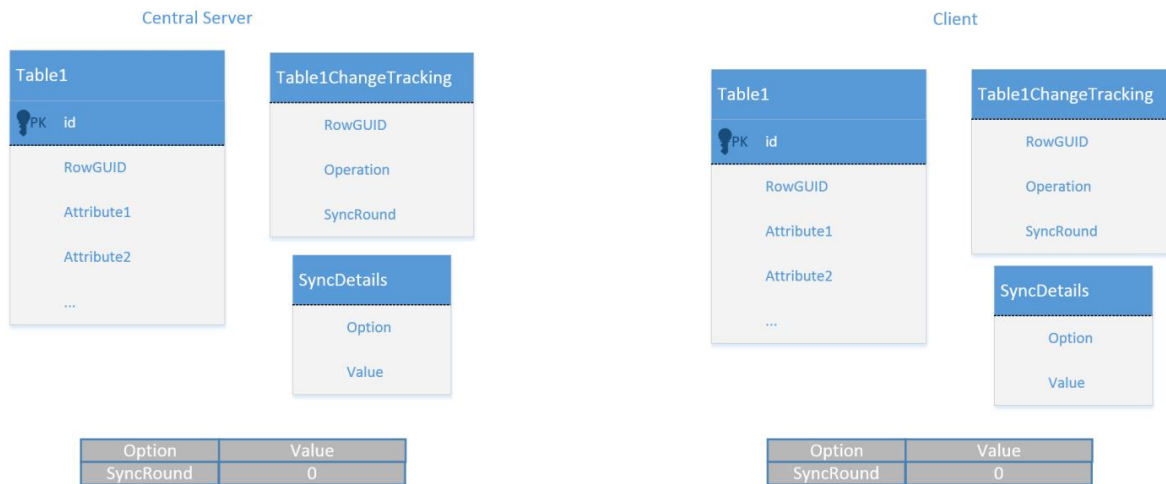 Central Server
Table1
PK id
RowGUID
Attribute1
Attribute2
...
Table1ChangeTracking
RowGUID
Operation
SyncRound
SyncDetails
Option
Value
Option Value
SyncRound 0
Client
Table1
PK id
RowGUID
Attribute1
Attribute2
...
Table1ChangeTracking
RowGUID
Operation
SyncRound
SyncDetails
Option
Value
Option Value
SyncRound 0